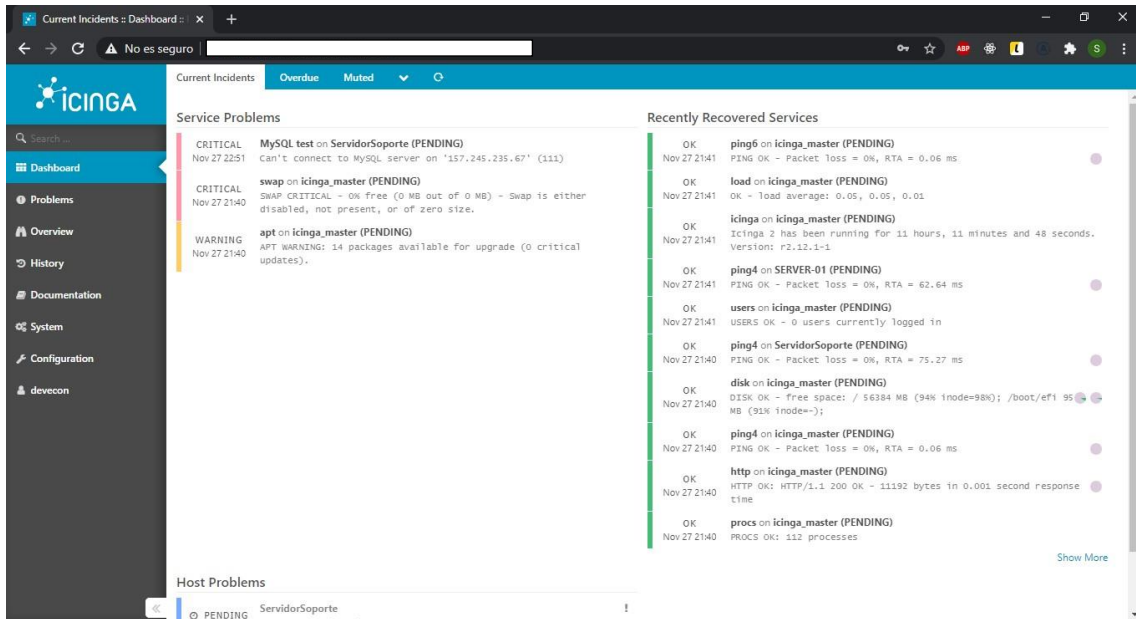 Current Incidents :: Dashboard ::
No es seguro
ABP
S
icinga
Search ...
Dashboard
Problems
Overview
History
Documentation
System
Configuration
devecon
Current Incidents Overdue Muted
Service Problems
CRITICAL MySQL test on ServidorSoporte (PENDING)
Nov 27 22:51 Can't connect to MySQL server on '157.245.235.67' (111)
CRITICAL swap on icinga_master (PENDING)
Nov 27 21:40 SWAP CRITICAL - 0% free (0 MB out of 0 MB) - Swap is either
disabled, not present, or of zero size.
WARNING apt on icinga_master (PENDING)
Nov 27 21:40 APT WARNING: 14 packages available for upgrade (0 critical
updates).
Host Problems
PENDING ServidorSoporte !
Recently Recovered Services
OK ping6 on icinga_master (PENDING)
Nov 27 21:41 PING OK - Packet loss = 0%, RTA = 0.06 ms
OK load on icinga_master (PENDING)
Nov 27 21:41 OK - load average: 0.05, 0.05, 0.01
OK icinga on icinga_master (PENDING)
Nov 27 21:41 Icinga 2 has been running for 11 hours, 11 minutes and 48 seconds.
Version: r2.12.1-1
OK ping4 on SERVER-01 (PENDING)
Nov 27 21:41 PING OK - Packet loss = 0%, RTA = 62.64 ms
OK users on icinga_master (PENDING)
Nov 27 21:41 USERS OK - 0 users currently logged in
OK ping4 on ServidorSoporte (PENDING)
Nov 27 21:40 PING OK - Packet loss = 0%, RTA = 75.27 ms
OK disk on icinga_master (PENDING)
Nov 27 21:40 DISK OK - free space: / 56384 MB (94% inode=98%); /boot/efi 95
MB (91% inode=-);
OK ping4 on icinga_master (PENDING)
Nov 27 21:40 PING OK - Packet loss = 0%, RTA = 0.06 ms
OK http on icinga_master (PENDING)
Nov 27 21:40 HTTP OK: HTTP/1.1 200 OK - 11192 bytes in 0.001 second response
time
OK procs on icinga_master (PENDING)
Nov 27 21:40 PROCS OK: 112 processes
Show More